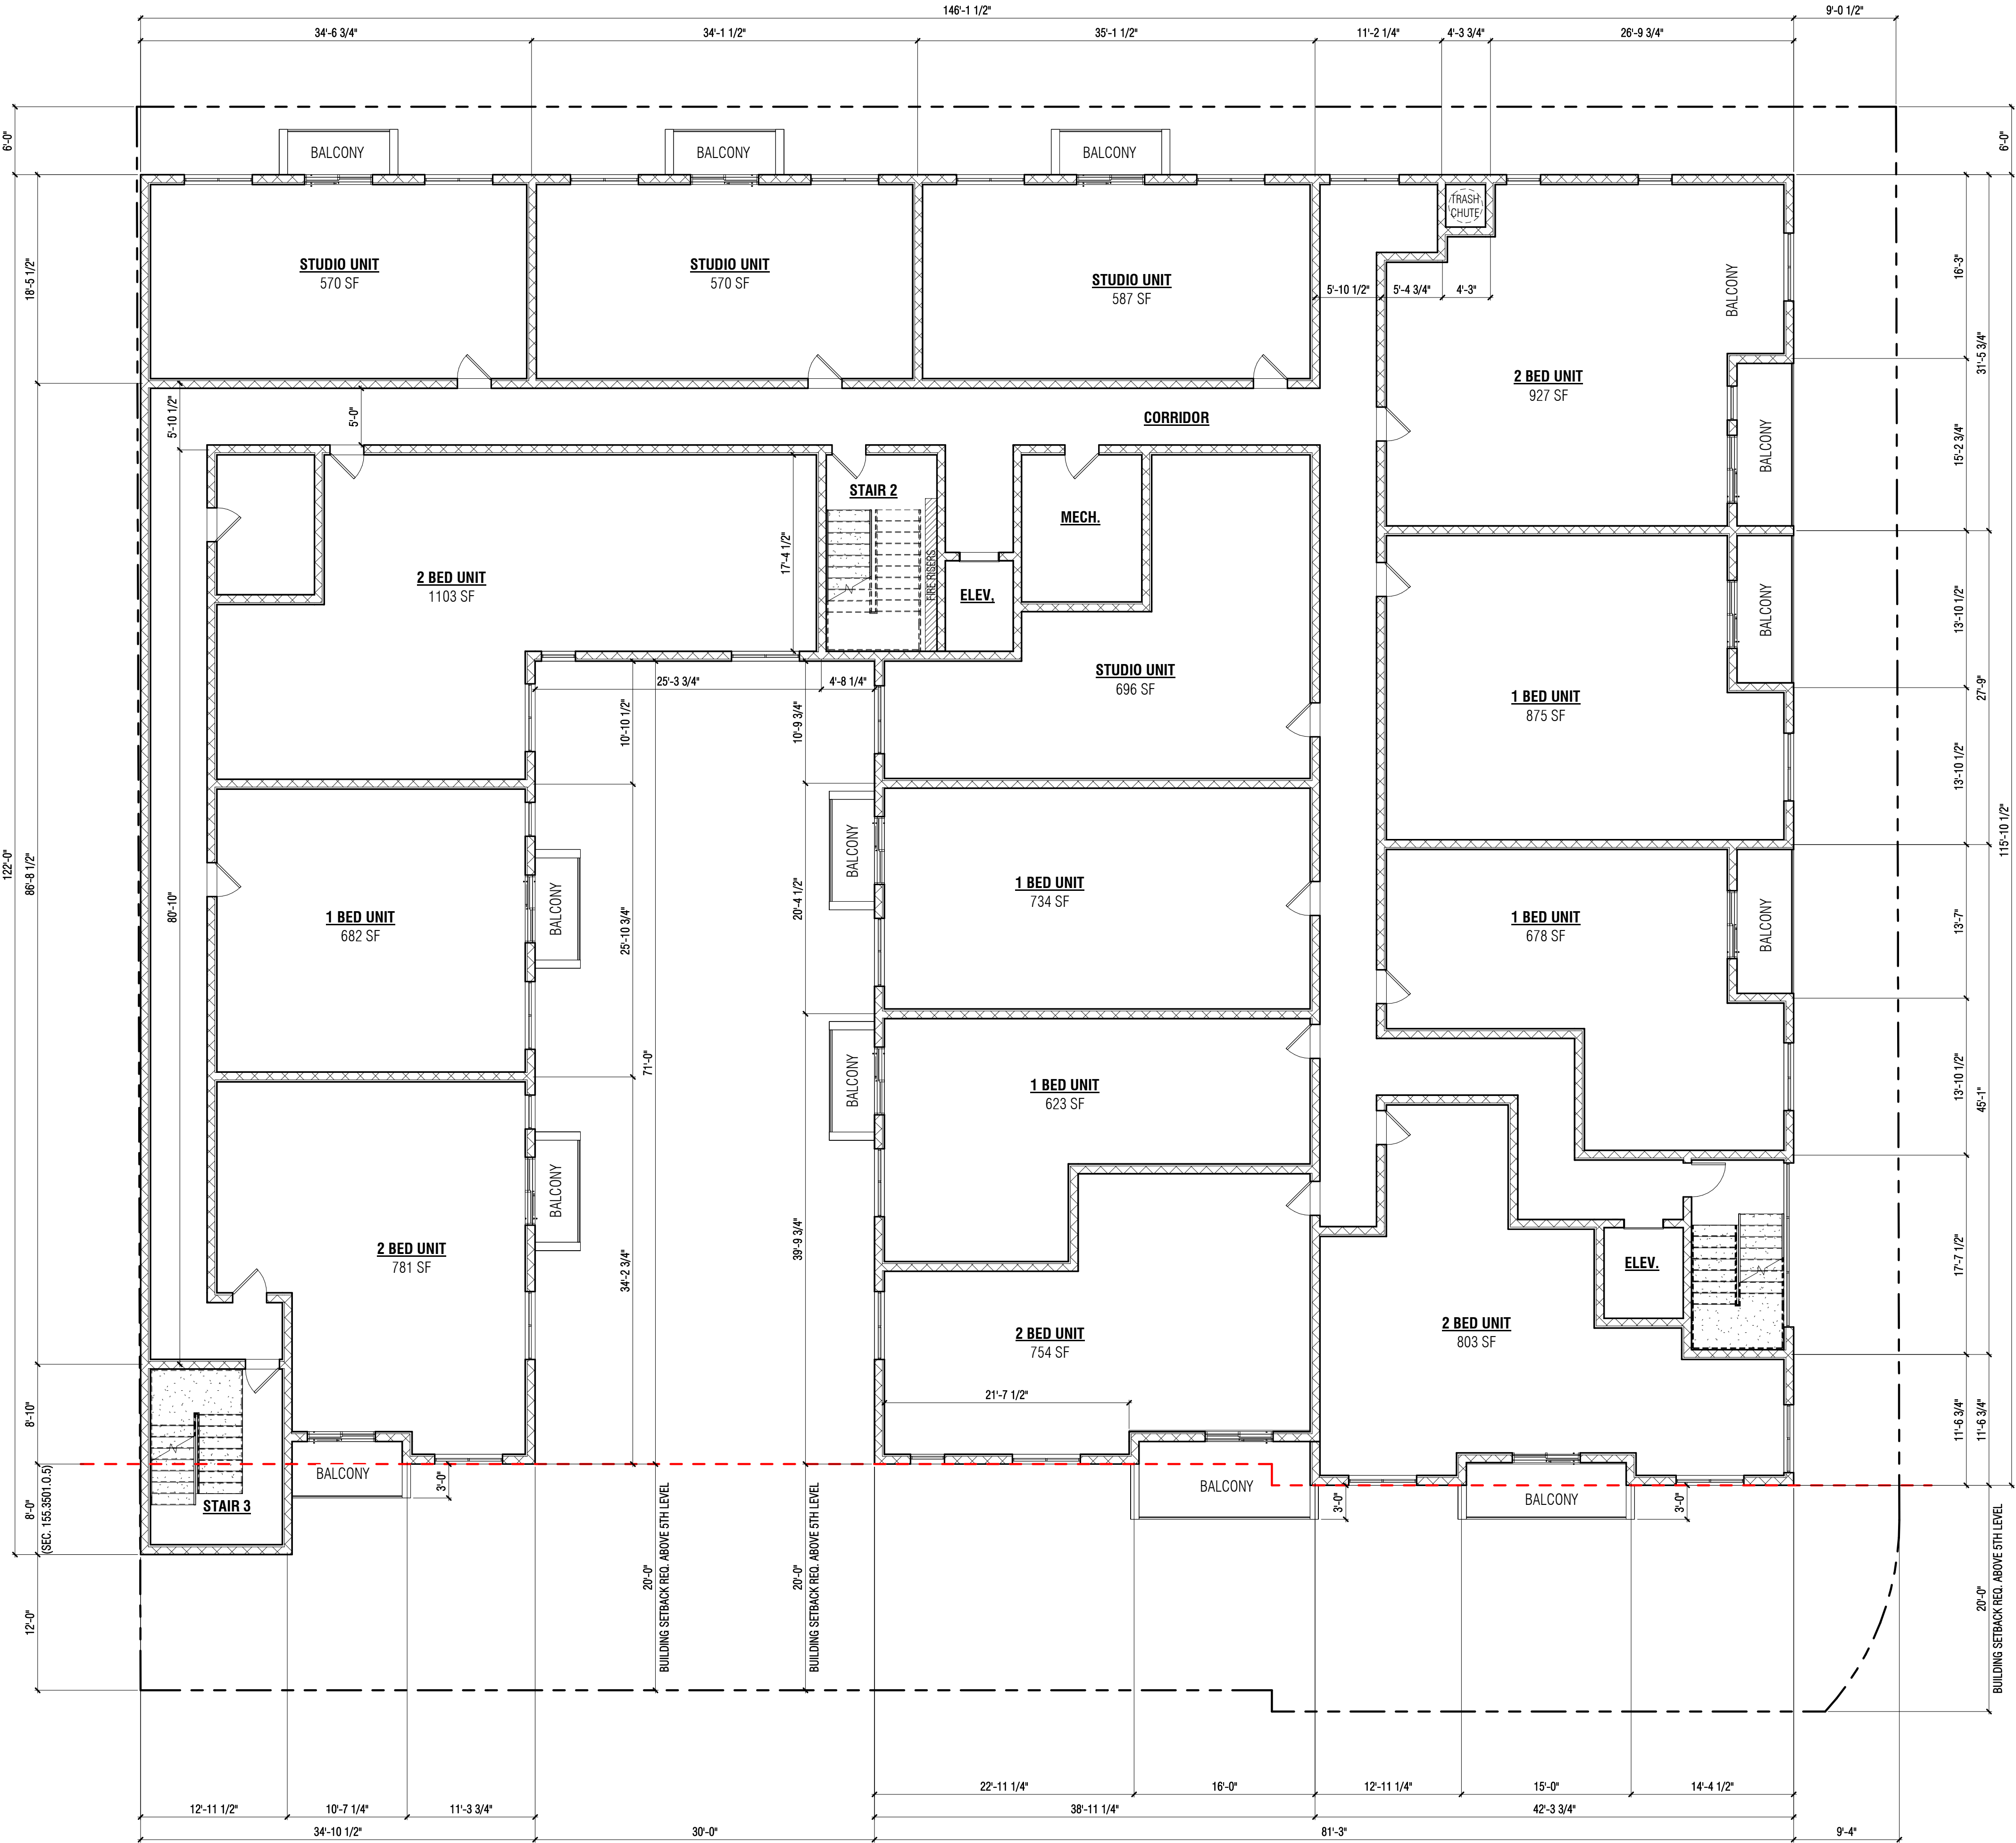 146'-1 1/2"
9'-0 1/2"
34'-6 3/4"
34'-1 1/2"
35'-1 1/2"
11'-2 1/4"
4'-3 3/4"
26'-9 3/4"
6'-0"
6'-0"
BALCONY
BALCONY
BALCONY
TRASH
CHUTE
18'-5 1/2"
STUDIO UNIT
570 SF
STUDIO UNIT
570 SF
STUDIO UNIT
587 SF
5'-10 1/2"
5'-4 3/4"
4'-3"
BALCONY
16'-3"
31'-5 3/4"
2 BED UNIT
927 SF
5'-10 1/2"
5'-0"
CORRIDOR
BALCONY
15'-2 3/4"
STAIR 2
MECH.
17'-4 1/2"
FIRE RISERS
ELEV.
2 BED UNIT
1103 SF
BALCONY
13'-10 1/2"
27'-9"
25'-3 3/4"
4'-8 1/4"
STUDIO UNIT
696 SF
1 BED UNIT
875 SF
10'-10 1/2"
10'-9 3/4"
13'-10 1/2"
115'-10 1/2"
122'-0"
86'-8 1/2"
80'-10"
1 BED UNIT
682 SF
BALCONY
25'-10 3/4"
BALCONY
20'-4 1/2"
1 BED UNIT
734 SF
1 BED UNIT
678 SF
BALCONY
13'-7"
71'-0"
BALCONY
1 BED UNIT
623 SF
13'-10 1/2"
45'-1"
BALCONY
2 BED UNIT
781 SF
34'-2 3/4"
39'-9 3/4"
ELEV.
17'-7 1/2"
2 BED UNIT
754 SF
2 BED UNIT
803 SF
21'-7 1/2"
8'-10"
11'-6 3/4"
11'-6 3/4"
BALCONY
3'-0"
BALCONY
3'-0"
BALCONY
3'-0"
STAIR 3
8'-0"
(SEC. 155.3501.O.5)
12'-0"
20'-0"
BUILDING SETBACK REQ. ABOVE 5TH LEVEL
20'-0"
BUILDING SETBACK REQ. ABOVE 5TH LEVEL
20'-0"
BUILDING SETBACK REQ. ABOVE 5TH LEVEL
22'-11 1/4"
16'-0"
12'-11 1/4"
15'-0"
14'-4 1/2"
12'-11 1/2"
10'-7 1/4"
11'-3 3/4"
38'-11 1/4"
42'-3 3/4"
34'-10 1/2"
30'-0"
81'-3"
9'-4"